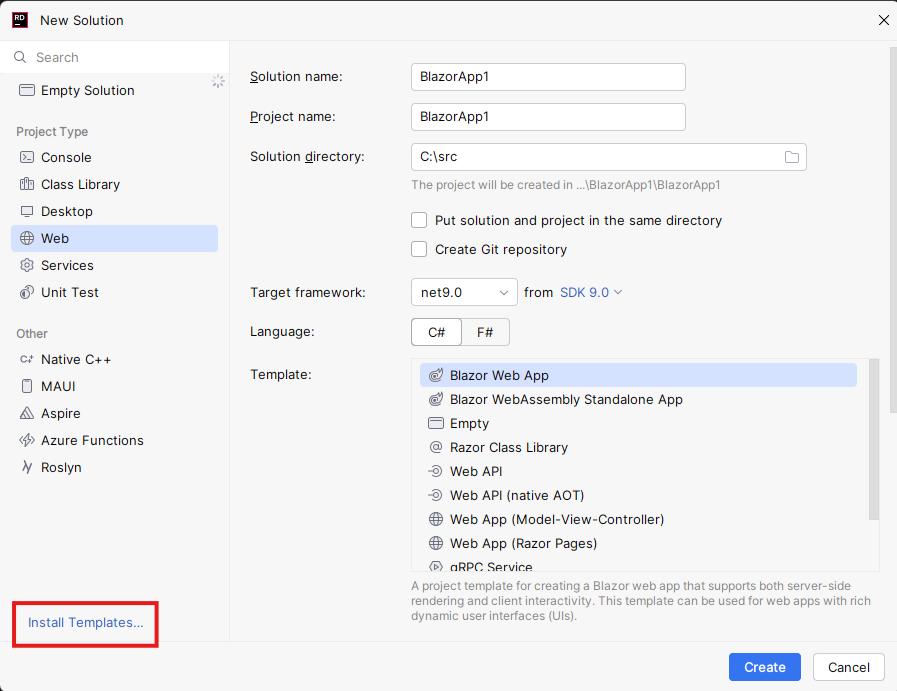 RD
New Solution
Search
Empty Solution
Project Type
Console
Class Library
Desktop
Web
Services
Unit Test
Other
Native C++
MAUI
Aspire
Azure Functions
Roslyn
Install Templates...
Solution name:
BlazorApp1
Project name:
BlazorApp1
Solution directory:
C:\src
The project will be created in ...\BlazorApp1\BlazorApp1
Put solution and project in the same directory
Create Git repository
Target framework:
net9.0
from SDK 9.0
Language:
C# F#
Template:
Blazor Web App
Blazor WebAssembly Standalone App
Empty
Razor Class Library
Web API
Web API (native AOT)
Web App (Model-View-Controller)
Web App (Razor Pages)
gRPC Service
A project template for creating a Blazor web app that supports both server-side
rendering and client interactivity. This template can be used for web apps with rich
dynamic user interfaces (UIs).
Create
Cancel